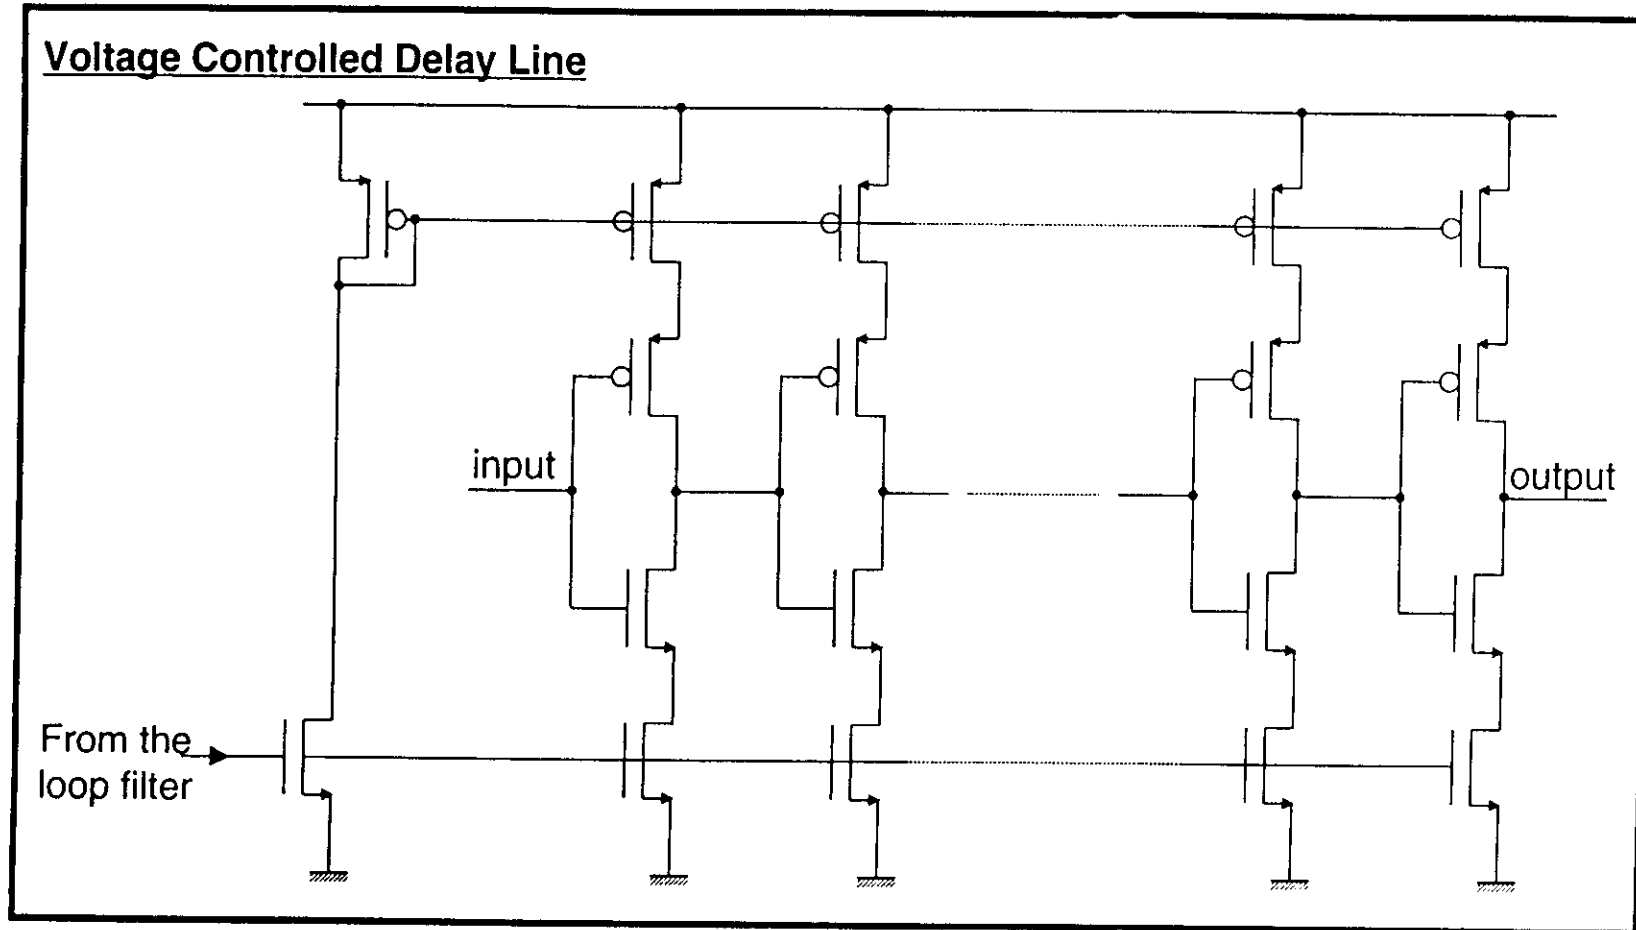 Voltage Controlled Delay Line
input
output
From the
loop filter